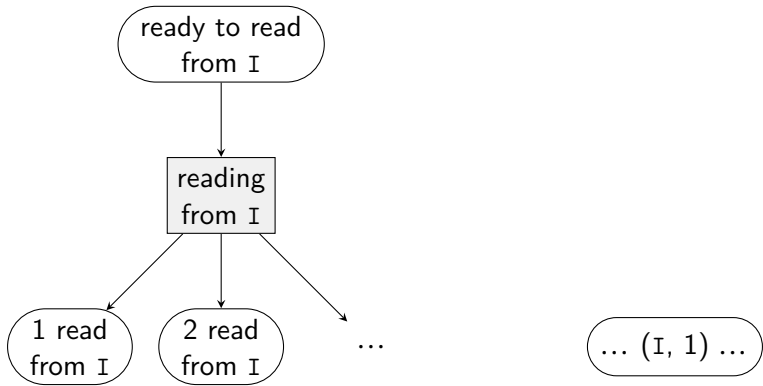 ready to read
from I
reading
from I
1 read
from I
2 read
from I
...
... (I, 1) ...